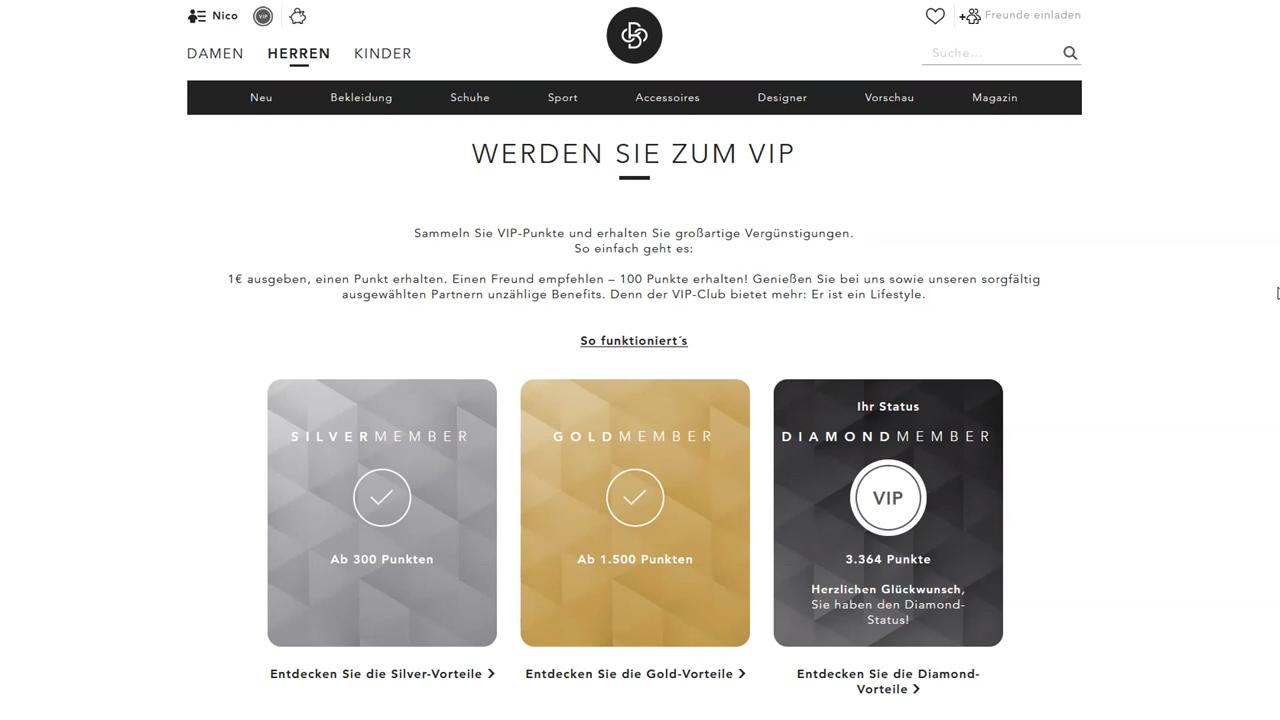 Nico
VIP
Freunde einladen
DAMEN
HERREN
KINDER
Suche...
Neu
Bekleidung
Schuhe
Sport
Accessoires
Designer
Vorschau
Magazin
WERDEN SIE ZUM VIP
Sammeln Sie VIP-Punkte und erhalten Sie großartige Vergünstigungen.
So einfach geht es:
1€ ausgeben, einen Punkt erhalten. Einen Freund empfehlen – 100 Punkte erhalten! Genießen Sie bei uns sowie unseren sorgfältig
ausgewählten Partnern unzählige Benefits. Denn der VIP-Club bietet mehr: Er ist ein Lifestyle.
So funktioniert´s
SILVERMEMBER
Ab 300 Punkten
GOLDMEMBER
Ab 1.500 Punkten
Ihr Status
DIAMONDMEMBER
VIP
3.364 Punkte
Herzlichen Glückwunsch,
Sie haben den Diamond-
Status!
Entdecken Sie die Silver-Vorteile
Entdecken Sie die Gold-Vorteile
Entdecken Sie die Diamond-
Vorteile